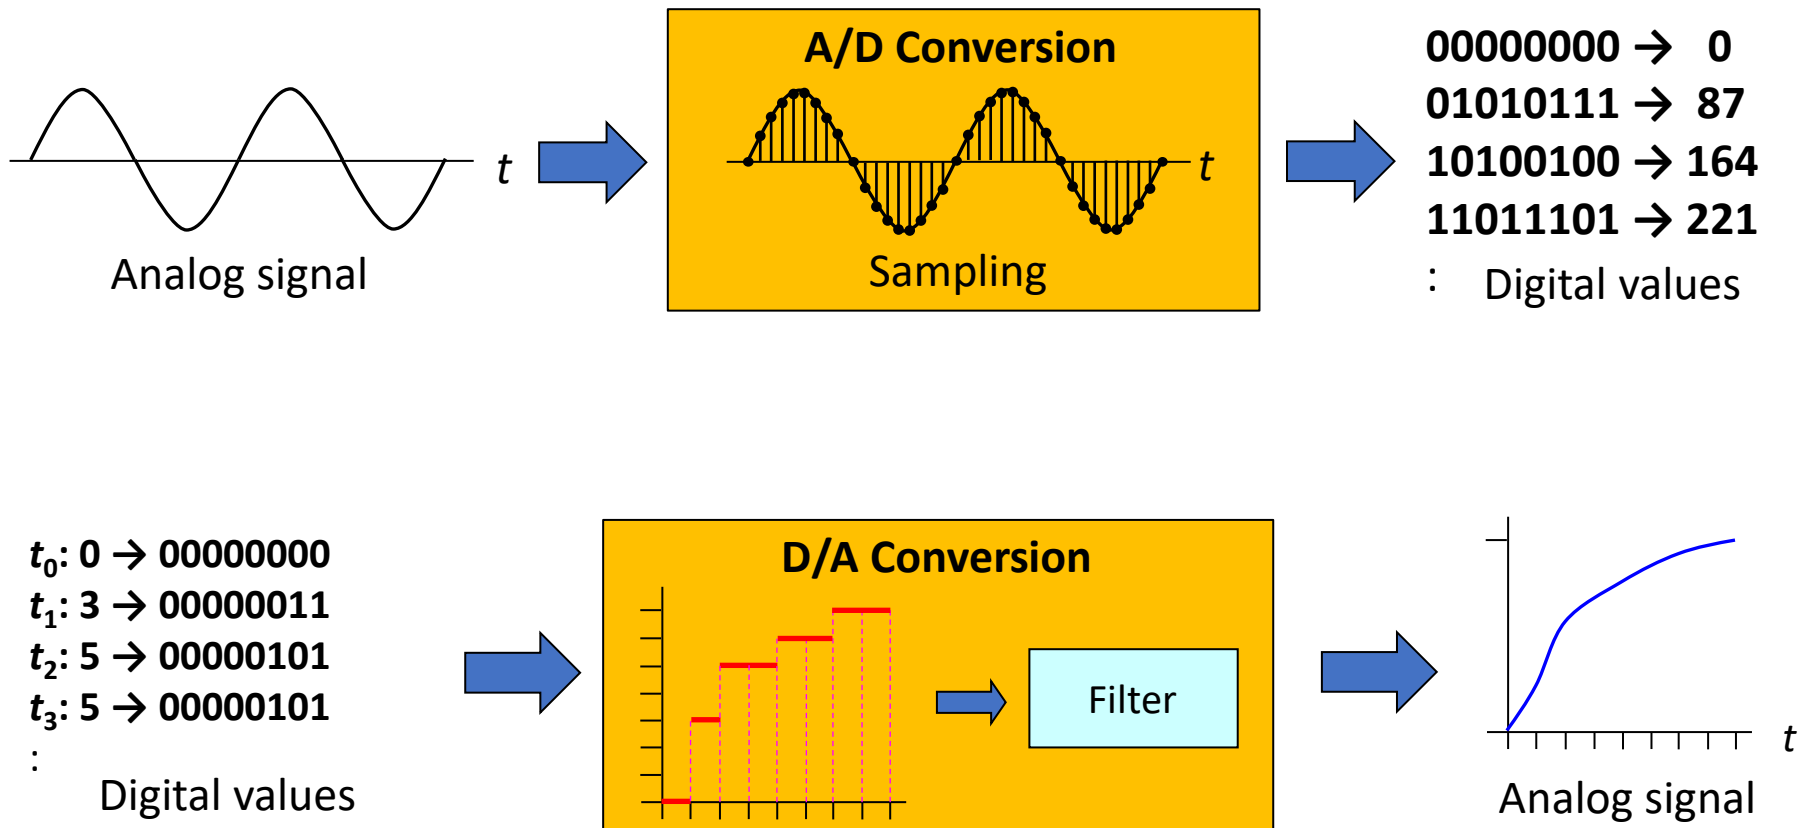 A/D Conversion
t
Analog signal
t
Sampling
00000000 → 0
01010111 → 87
10100100 → 164
11011101 → 221
: Digital values
t0: 0 → 00000000
t1: 3 → 00000011
t2: 5 → 00000101
t3: 5 → 00000101
:
Digital values
D/A Conversion
Filter
t
Analog signal